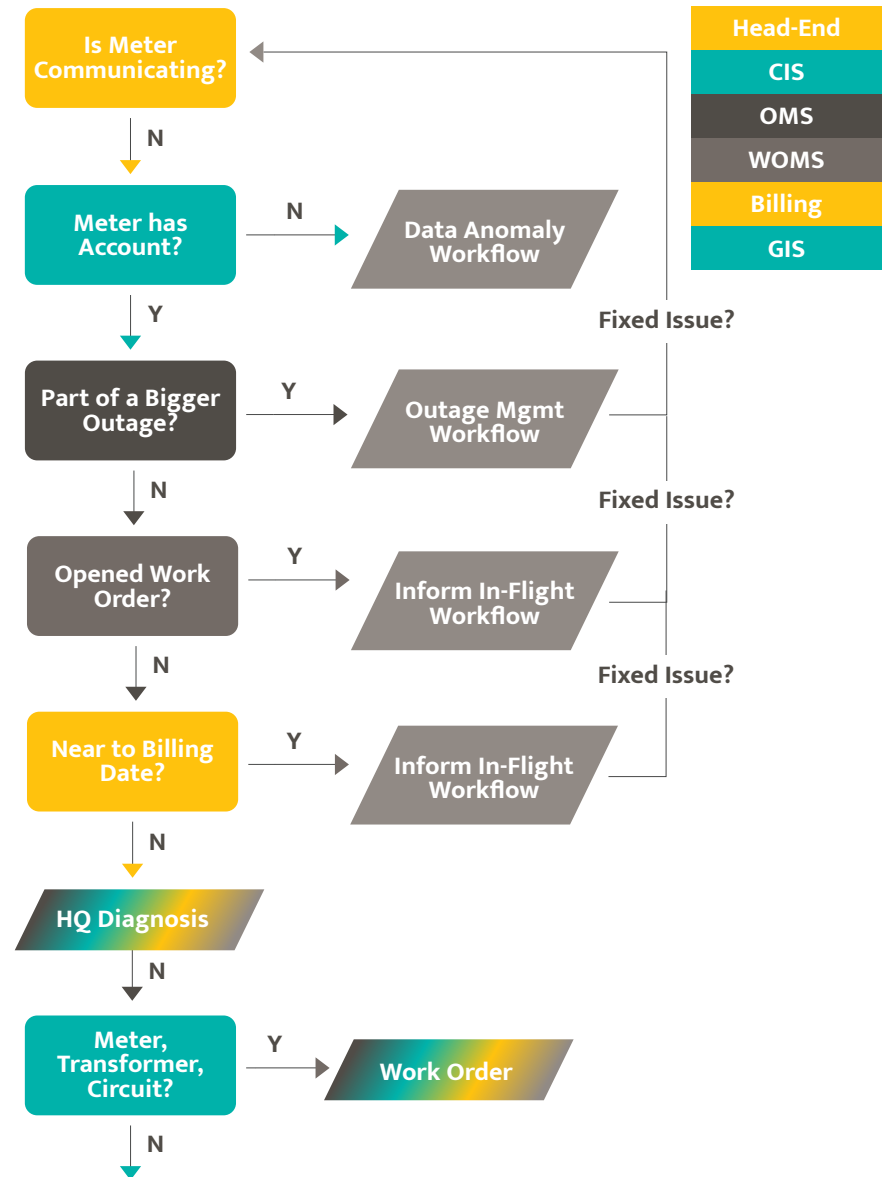 Is Meter
Communicating?
Head-End
CIS
OMS
WOMS
Billing
GIS
N
Meter has
Account?
N
Data Anomaly
Workflow
Y
Fixed Issue?
Part of a Bigger
Outage?
Y
Outage Mgmt
Workflow
N
Fixed Issue?
Opened Work
Order?
Y
Inform In-Flight
Workflow
N
Fixed Issue?
Near to Billing
Date?
Y
Inform In-Flight
Workflow
N
HQ Diagnosis
N
Meter,
Transformer,
Circuit?
Y
Work Order
N